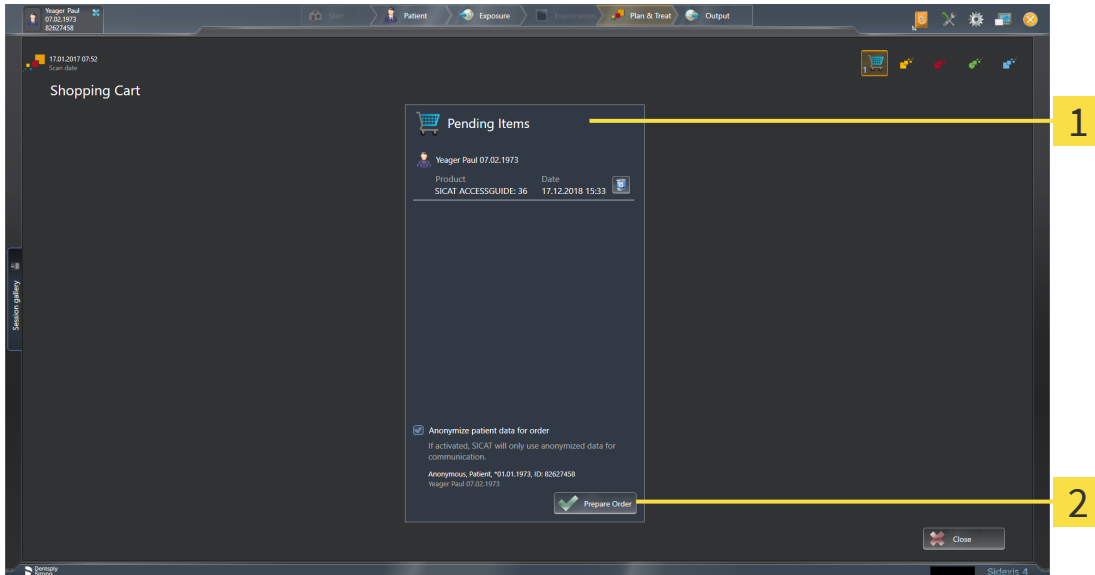 Yeager Paul
07.02.1973
82627458
Start
Patient
Exposure
Examination
Plan & Treat
Output
17.01.2017 07:52
Scan date
1
Shopping Cart
Pending Items
1
Yeager Paul 07.02.1973
Product Date
SICAT ACCESSGUIDE: 36 17.12.2018 15:33
Session gallery
Anonymize patient data for order
If activated, SICAT will only use anonymized data for
communication.
Anonymous, Patient, *01.01.1973, ID: 82627458
Yeager Paul 07.02.1973
Prepare Order
2
Close
Dentsply
Sirona
Sidexis 4